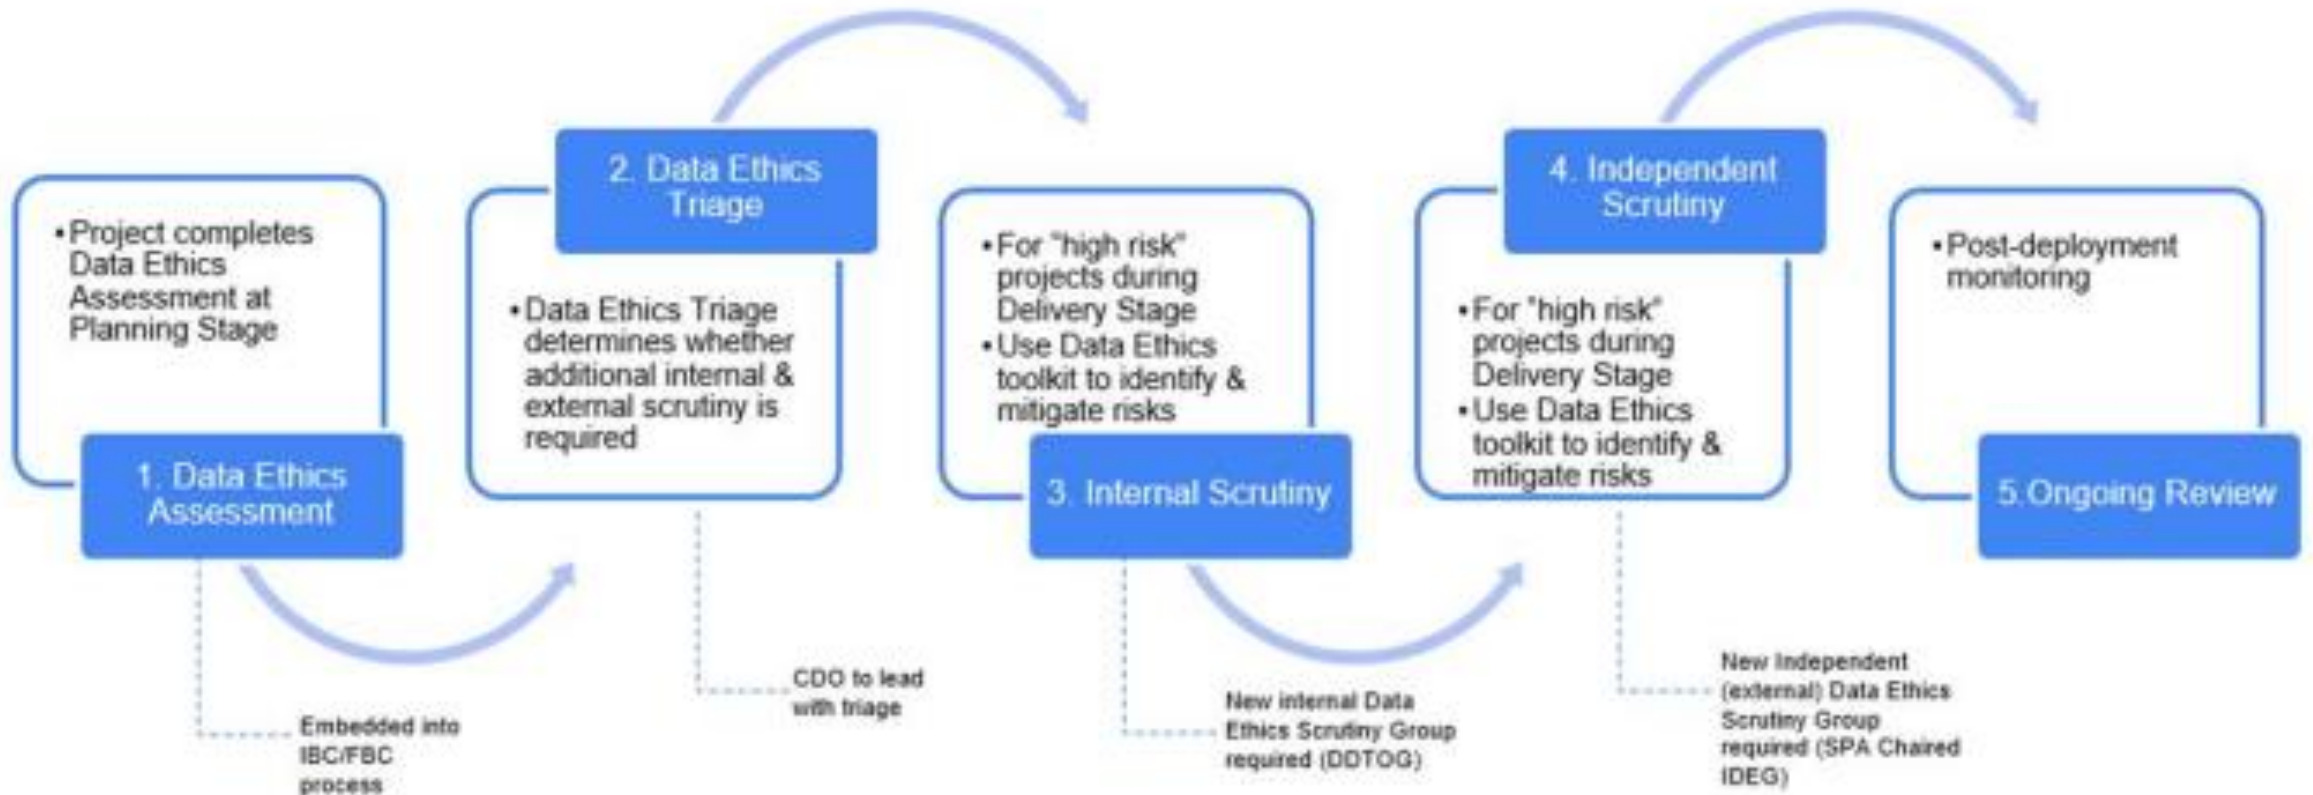 •Project completes
Data Ethics
Assessment at
Planning Stage
1. Data Ethics
Assessment
Embedded into
IBC/FBC
process
2. Data Ethics
Triage
•Data Ethics Triage
determines whether
additional internal &
external scrutiny is
required
CDO to lead
with triage
•For "high risk"
projects during
Delivery Stage
•Use Data Ethics
toolkit to identify &
mitigate risks
3. Internal Scrutiny
New internal Data
Ethics Scrutiny Group
required (DDTOG)
4. Independent
Scrutiny
•For "high risk"
projects during
Delivery Stage
•Use Data Ethics
toolkit to identify &
mitigate risks
New Independent
(external) Data Ethics
Scrutiny Group
required (SPA Chaired
IDEG)
•Post-deployment
monitoring
5.Ongoing Review